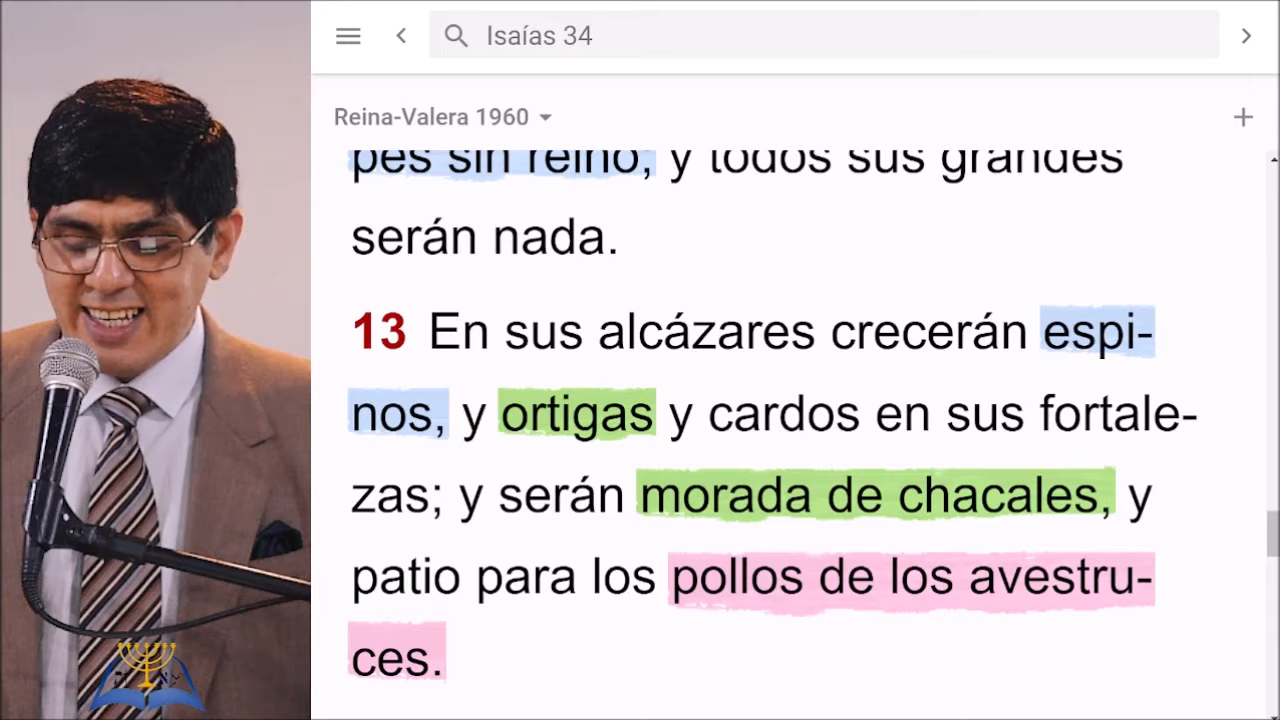 Isaías 34
Reina-Valera 1960
pes sin reino, y todos sus grandes
serán nada.
13 En sus alcázares crecerán espi-
nos, y ortigas y cardos en sus fortale-
zas; y serán morada de chacales, y
patio para los pollos de los avestru-
ces.